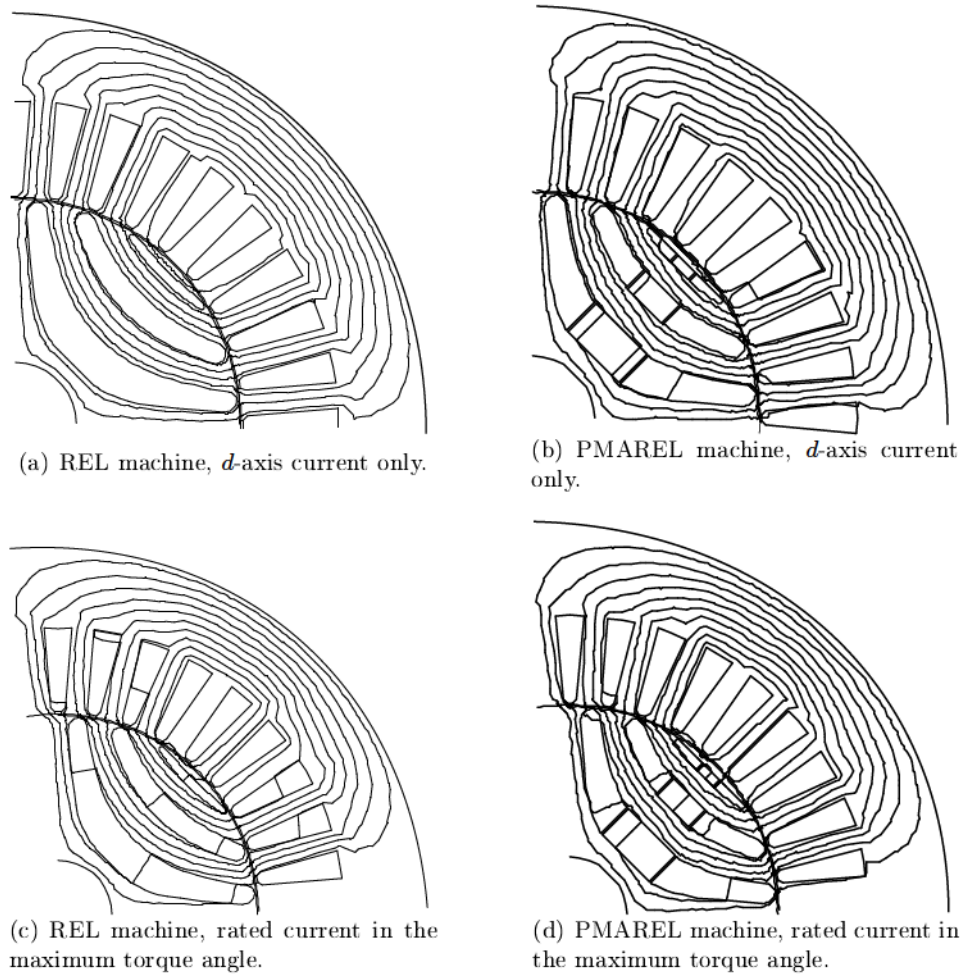 (a) REL machine, d-axis current only.
(b) PMAREL machine, d-axis current
only.
(c) REL machine, rated current in the
maximum torque angle.
(d) PMAREL machine, rated current in
the maximum torque angle.